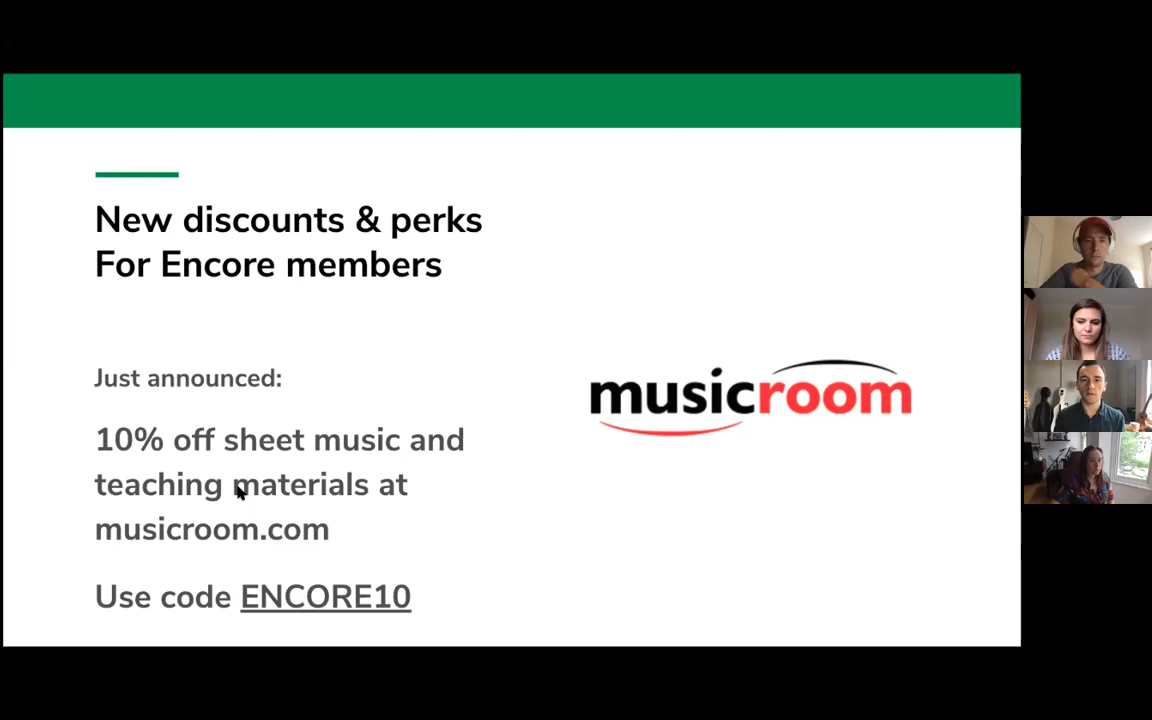 New discounts & perks
For Encore members
Just announced:
10% off sheet music and
teaching materials at
musicroom.com
Use code ENCORE10
musicroom